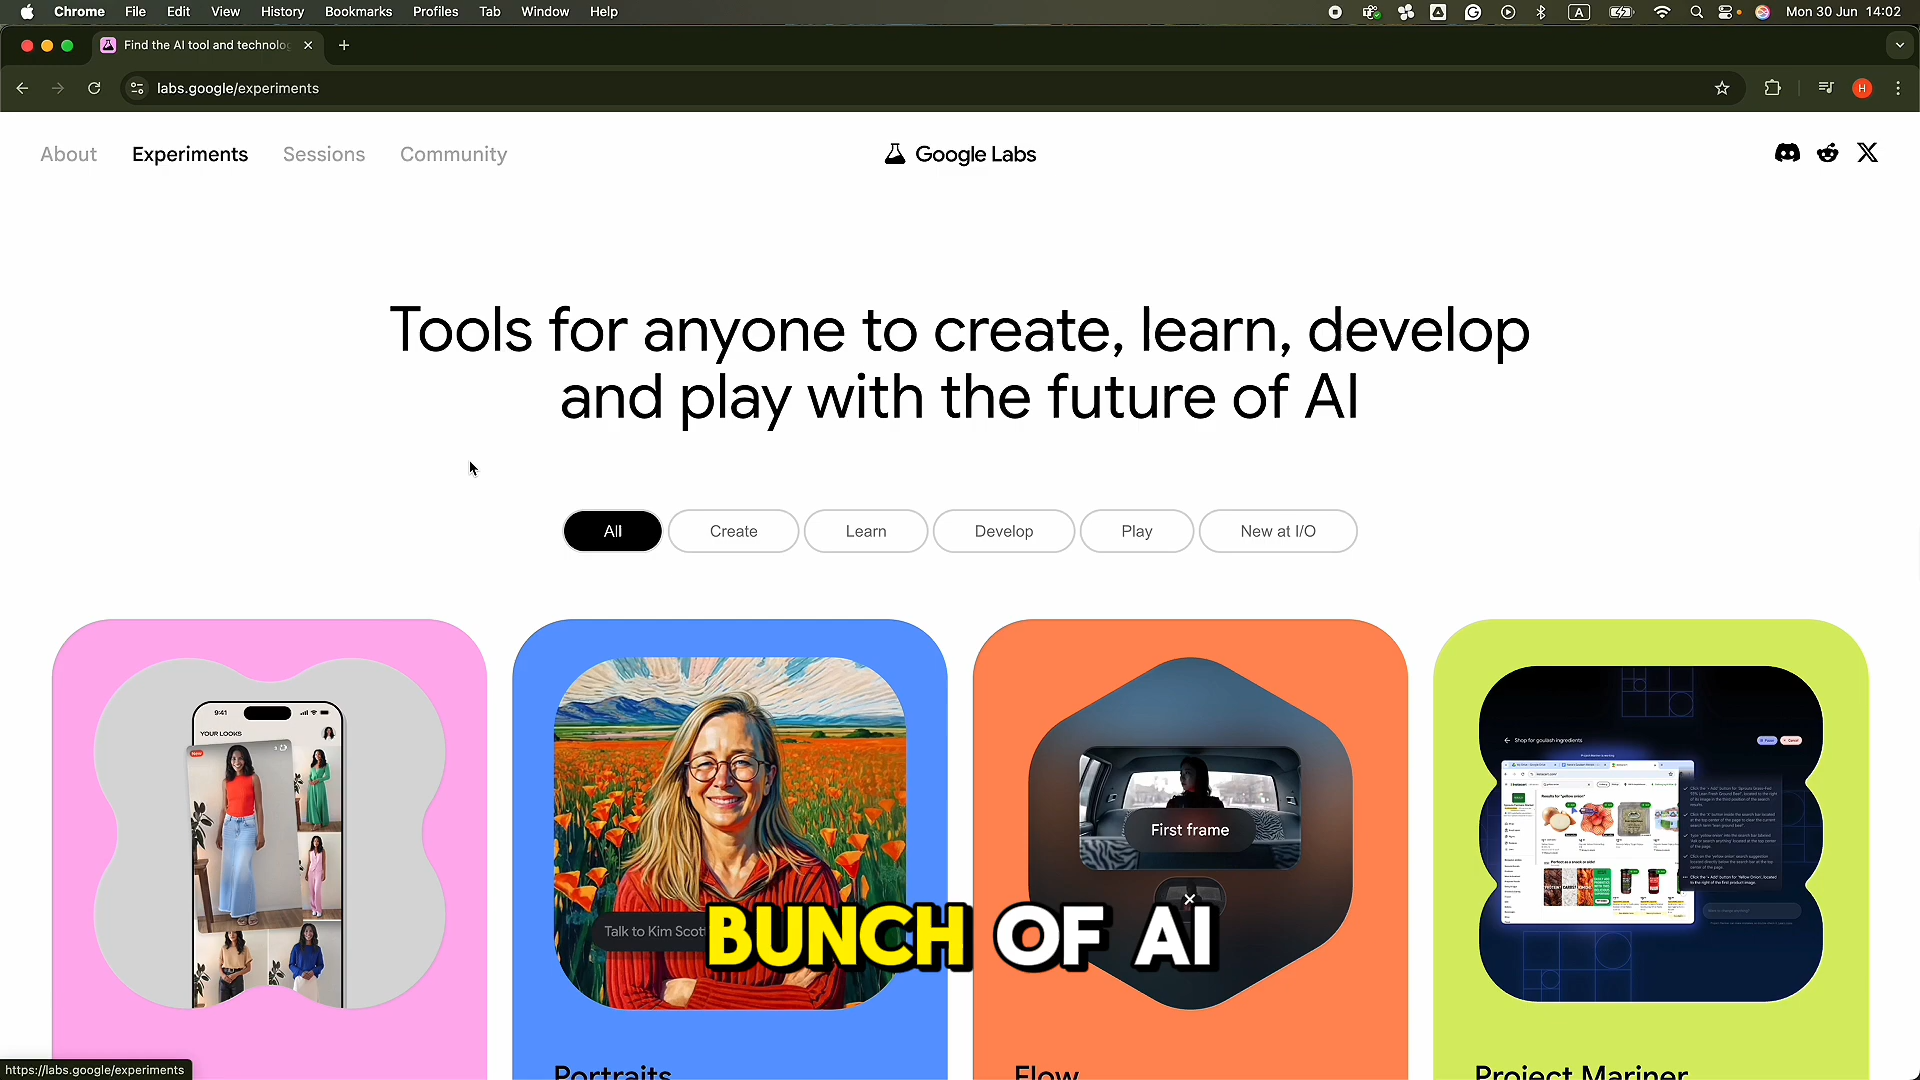 Chrome File Edit View History Bookmarks Profiles Tab Window Help
A
Mon 30 Jun 14:02
Find the AI tool and technolo
labs.google/experiments
H
About Experiments Sessions Community
Google Labs
Tools for anyone to create, learn, develop
and play with the future of AI
All Create Learn Develop Play New at I/O
9:41
YOUR LOOKS
Talk to Kim Scott
First frame
Shop for goulash ingredients
BUNCH OF AI
Portraits
Flow
Project Mariner
https://labs.google/experiments